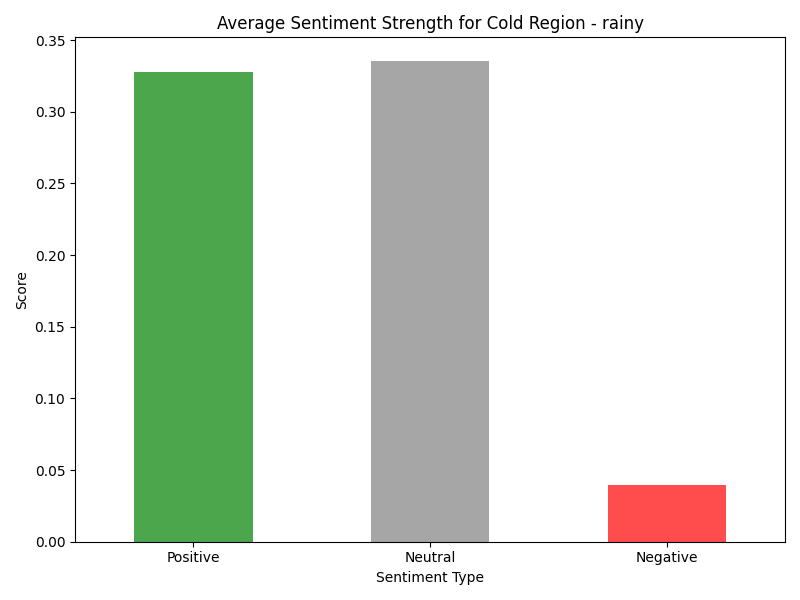 Average Sentiment Strength for Cold Region - rainy
0.35
0.30
0.25
0.20
0.15
0.10
0.05
0.00
Score
Positive
Neutral
Negative
Sentiment Type